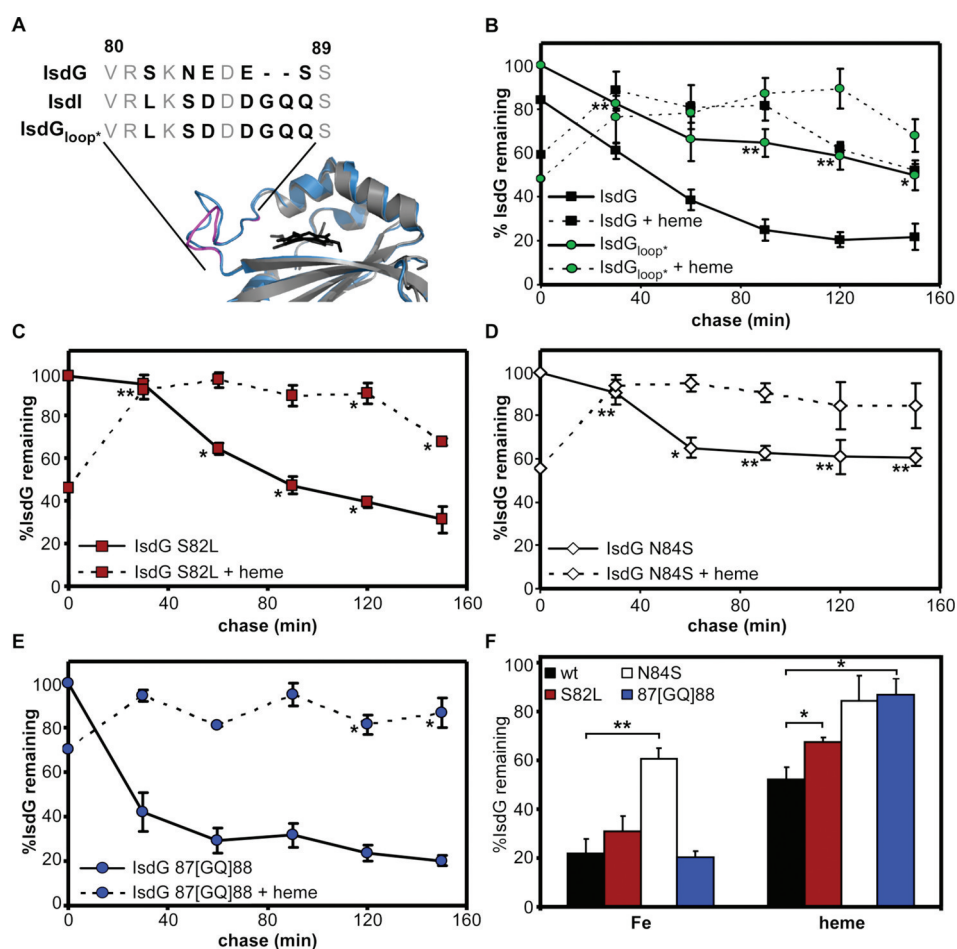 A
80 89
IsdG V R S K N E D E - - S S
IsdI V R L K S D D D G Q Q S
IsdGloop* V R L K S D D D G Q Q S
B
% IsdG remaining
100
80
60
40
20
0
**
**
**
*
IsdG
IsdG + heme
IsdGloop*
IsdGloop* + heme
0 40 80 120 160
chase (min)
C
%IsdG remaining
100
80
60
40
20
0
**
*
*
*
*
*
IsdG S82L
IsdG S82L + heme
0 40 80 120 160
chase (min)
D
%IsdG remaining
100
80
60
40
20
0
**
*
**
**
**
IsdG N84S
IsdG N84S + heme
0 40 80 120 160
chase (min)
E
%IsdG remaining
100
80
60
40
20
0
*
*
IsdG 87[GQ]88
IsdG 87[GQ]88 + heme
0 40 80 120 160
chase (min)
F
%IsdG remaining
100
80
60
40
20
0
wt N84S
S82L 87[GQ]88
**
*
*
Fe heme